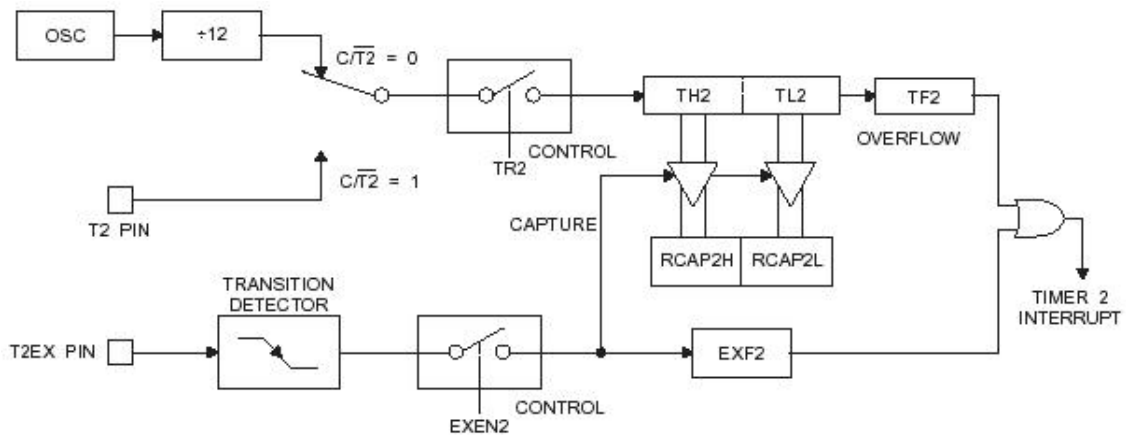 OSC
÷12
C/T2̅ = 0
TH2
TL2
TF2
OVERFLOW
CONTROL
TR2
C/T2̅ = 1
T2 PIN
CAPTURE
RCAP2H
RCAP2L
TRANSITION
DETECTOR
TIMER 2
INTERRUPT
T2EX PIN
EXF2
CONTROL
EXEN2